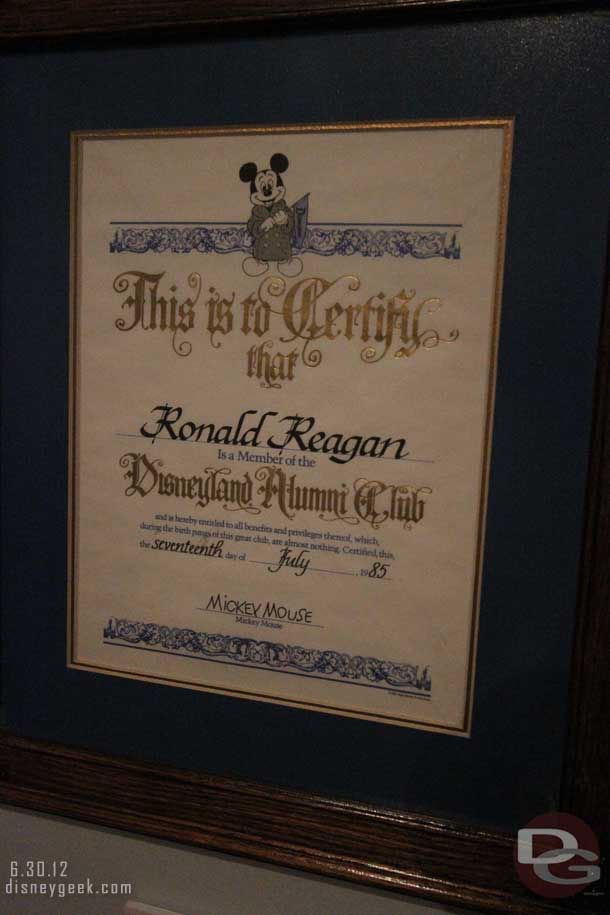 This is to Certify
that
Ronald Reagan
Is a Member of the
Disneyland Alumni Club
and is hereby entitled to all benefits and privileges thereof, which,
during the birth pangs of this great club, are almost nothing. Certified, this,
the seventeenth day of July, 1985
MICKEY MOUSE
Mickey Mouse
6.30.12
disneygeek.com
DG